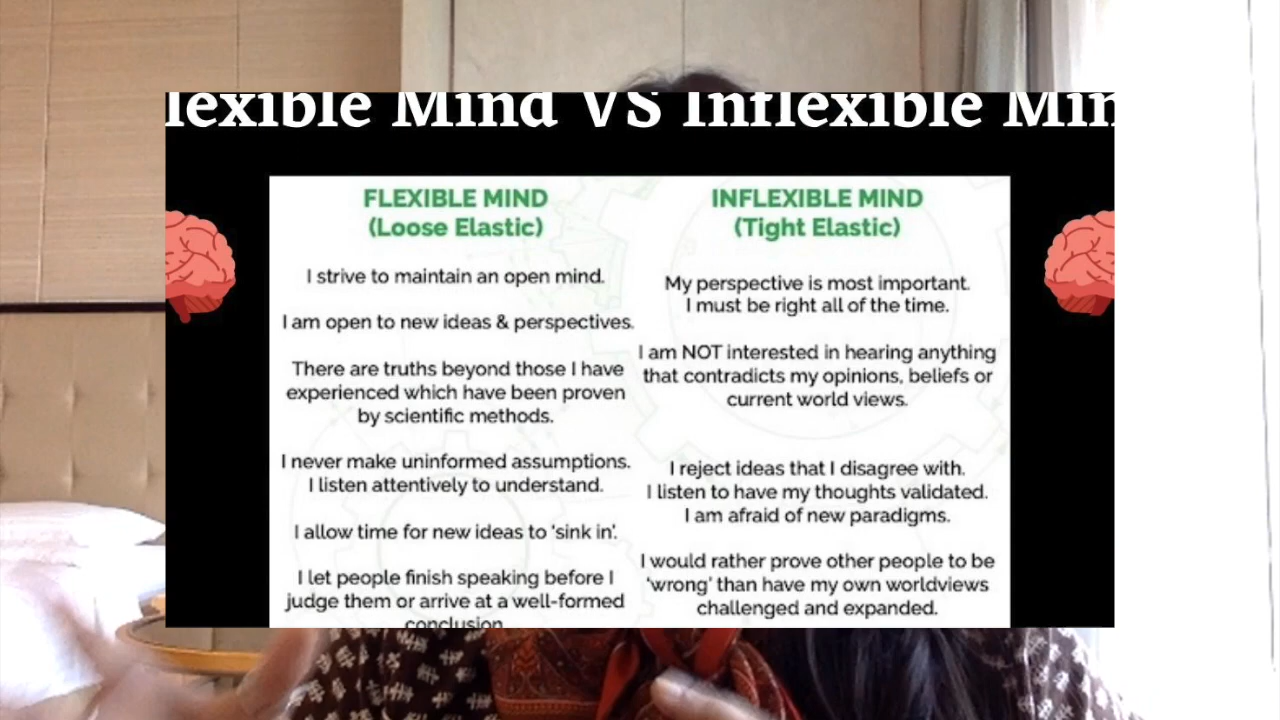 lexible Mind VS Inflexible Min
FLEXIBLE MIND
(Loose Elastic)
I strive to maintain an open mind.
I am open to new ideas & perspectives.
There are truths beyond those I have
experienced which have been proven
by scientific methods.
I never make uninformed assumptions.
I listen attentively to understand.
I allow time for new ideas to 'sink in'.
I let people finish speaking before I
judge them or arrive at a well-formed
conclusion
INFLEXIBLE MIND
(Tight Elastic)
My perspective is most important.
I must be right all of the time.
I am NOT interested in hearing anything
that contradicts my opinions, beliefs or
current world views.
I reject ideas that I disagree with.
I listen to have my thoughts validated.
I am afraid of new paradigms.
I would rather prove other people to be
'wrong' than have my own worldviews
challenged and expanded.